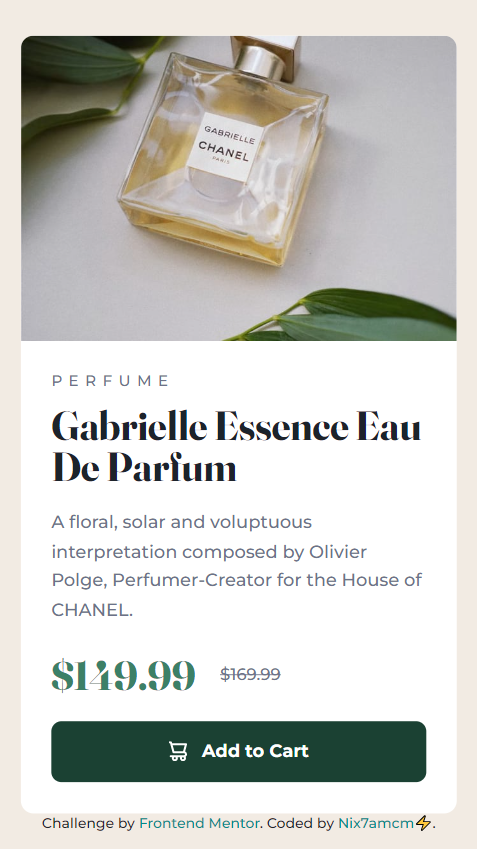 GABRIELLE
CHANEL
PARIS
PERFUME
Gabrielle Essence Eau
De Parfum
A floral, solar and voluptuous
interpretation composed by Olivier
Polge, Perfumer-Creator for the House of
CHANEL.
$149.99 $169.99
Add to Cart
Challenge by Frontend Mentor. Coded by Nix7amcm⚡.